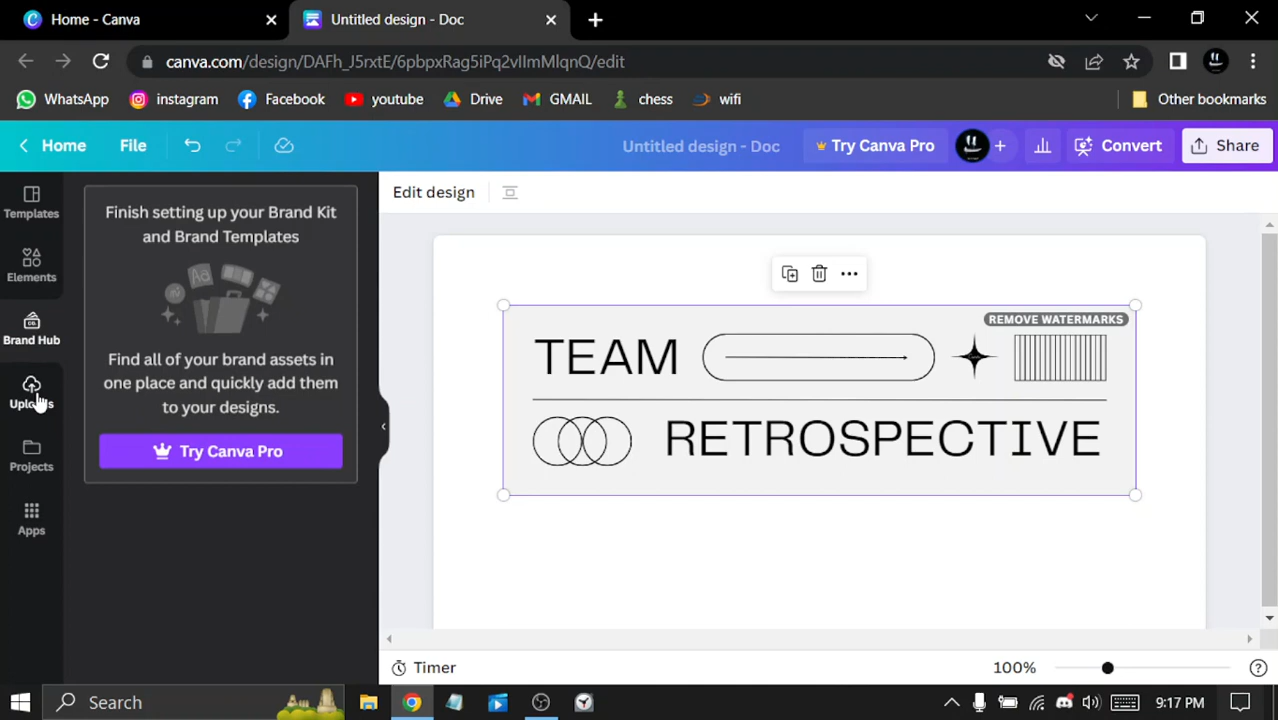 Home - Canva
Untitled design - Doc
canva.com/design/DAFh_J5rxtE/6pbpxRag5iPq2vIlmMlqnQ/edit
WhatsApp
instagram
Facebook
youtube
Drive
GMAIL
chess
wifi
Other bookmarks
Home
File
Untitled design - Doc
Try Canva Pro
Convert
Share
Templates
Elements
Brand Hub
Uploads
Projects
Apps
Finish setting up your Brand Kit
and Brand Templates
Find all of your brand assets in
one place and quickly add them
to your designs.
Try Canva Pro
Edit design
REMOVE WATERMARKS
TEAM
RETROSPECTIVE
Timer
100%
Search
9:17 PM